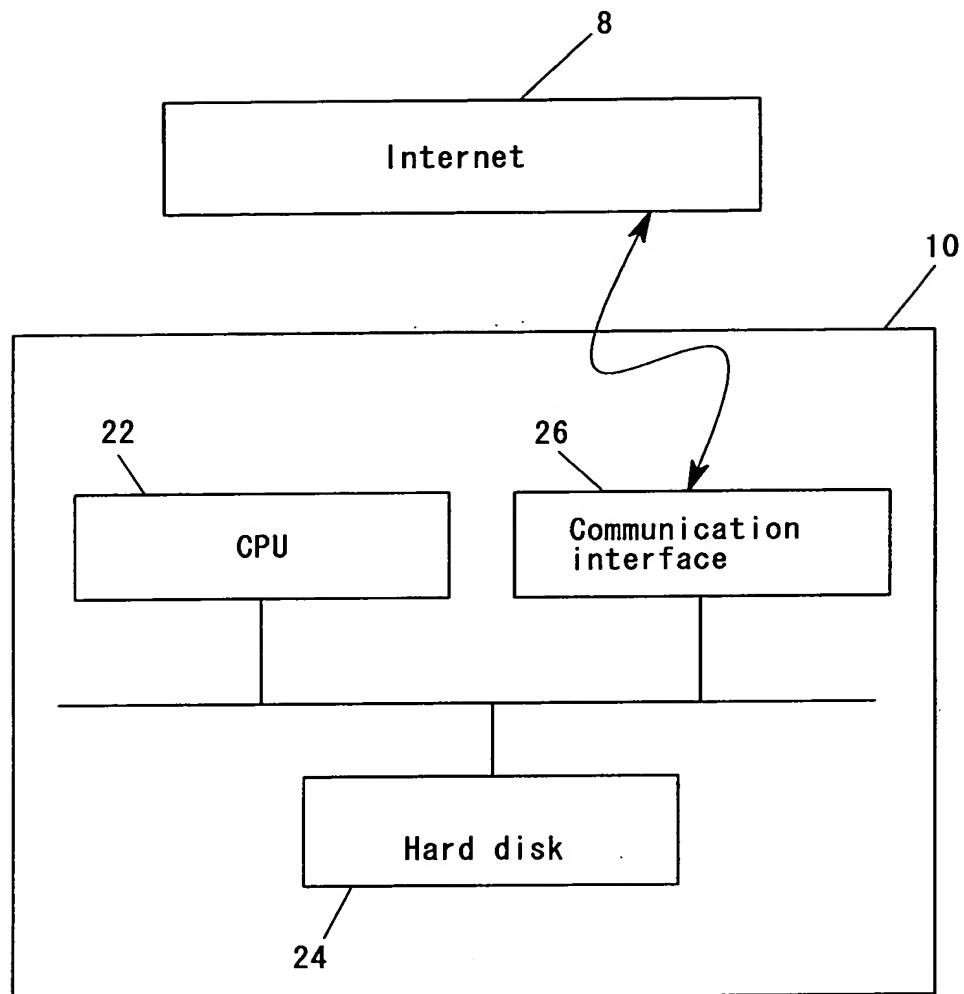 8
Internet
10
22
26
CPU
Communication
interface
Hard disk
24